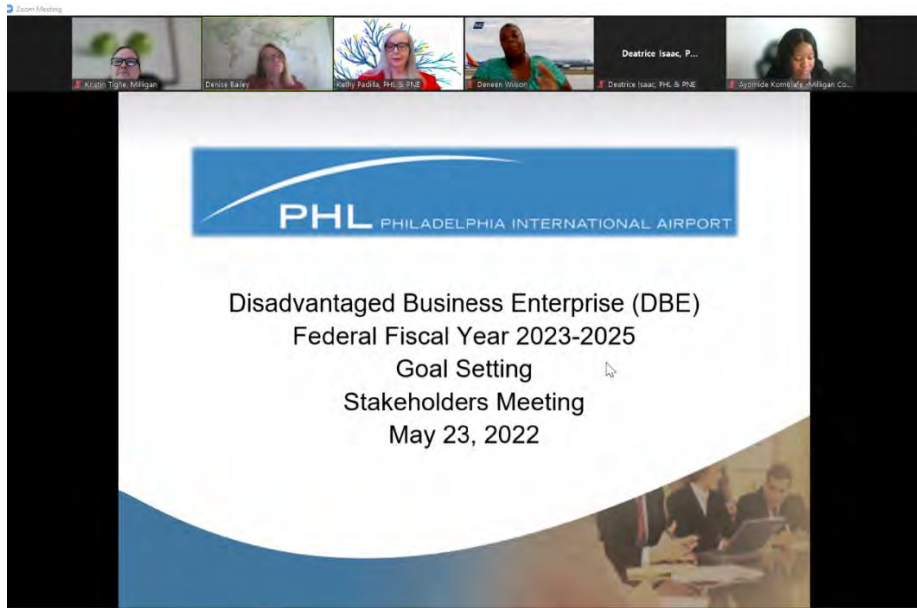 Zoom Meeting
Deatrice Isaac, P...
Kristin Tighe, Milligan
Denise Bailey
Kathy Padilla, PHL & PNE
Deneen Wilson
Deatrice Isaac, PHL & PNE
Ayomide Komolafe -Milligan Co...
PHL PHILADELPHIA INTERNATIONAL AIRPORT
Disadvantaged Business Enterprise (DBE)
Federal Fiscal Year 2023-2025
Goal Setting
Stakeholders Meeting
May 23, 2022